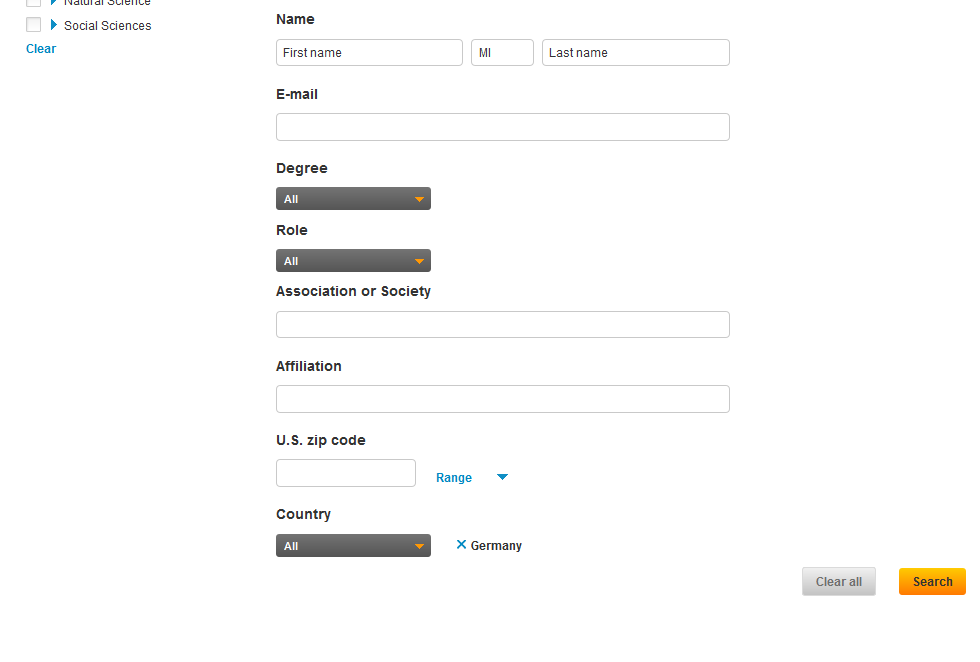 Natural Science
Social Sciences
Clear
Name
First name MI Last name
E-mail
Degree
All
Role
All
Association or Society
Affiliation
U.S. zip code
Range
Country
All × Germany
Clear all Search